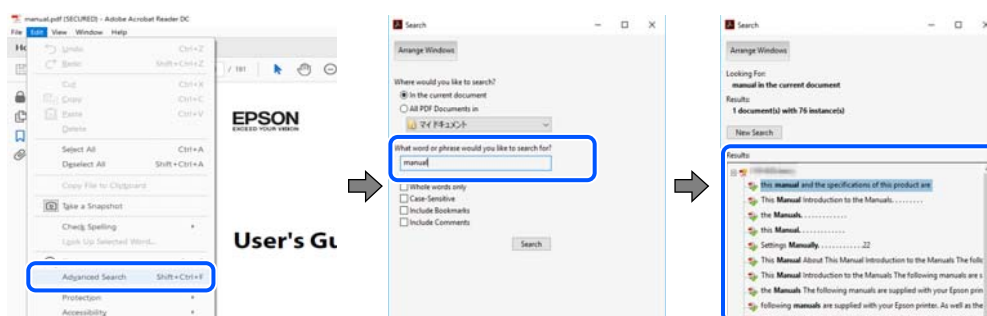 manual.pdf (SECURED) - Adobe Acrobat Reader DC
File Edit View Window Help
Undo Ctrl+Z
Redo Shift+Ctrl+Z
Cut Ctrl+X
Copy Ctrl+C
Paste Ctrl+V
Delete
Select All Ctrl+A
Deselect All Shift+Ctrl+A
Copy File to Clipboard
Take a Snapshot
Check Spelling
Look Up Selected Word...
Advanced Search Shift+Ctrl+F
Protection
Accessibility
/ 191
EPSON
EXCEED YOUR VISION
User's Gu
Search
Arrange Windows
Where would you like to search?
In the current document
All PDF Documents in
マイドキュメント
What word or phrase would you like to search for?
manual
Whole words only
Case-Sensitive
Include Bookmarks
Include Comments
Search
Search
Arrange Windows
Looking For:
manual in the current document
Results:
1 document(s) with 76 instance(s)
New Search
Results:
this manual and the specifications of this product are
This Manual Introduction to the Manuals. . . . . . . . .
the Manuals. . . . . . . . . . . . .
this Manual. . . . . . . . . . . . .
Settings Manually. . . . . . . . . . . . .22
This Manual About This Manual Introduction to the Manuals The follo
This Manual Introduction to the Manuals The following manuals are s
the Manuals The following manuals are supplied with your Epson prin
following manuals are supplied with your Epson printer. As well as the